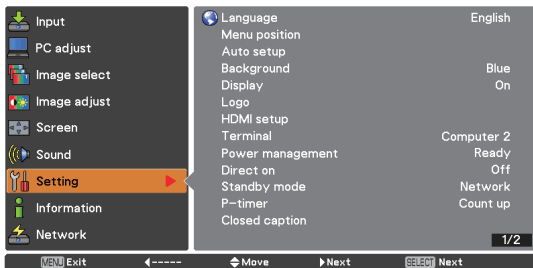 Input
PC adjust
Image select
Image adjust
Screen
Sound
Setting
Information
Network
Language English
Menu position
Auto setup
Background Blue
Display On
Logo
HDMI setup
Terminal Computer 2
Power management Ready
Direct on Off
Standby mode Network
P-timer Count up
Closed caption
1/2
MENU Exit ◀----- Move ▶Next SELECT Next